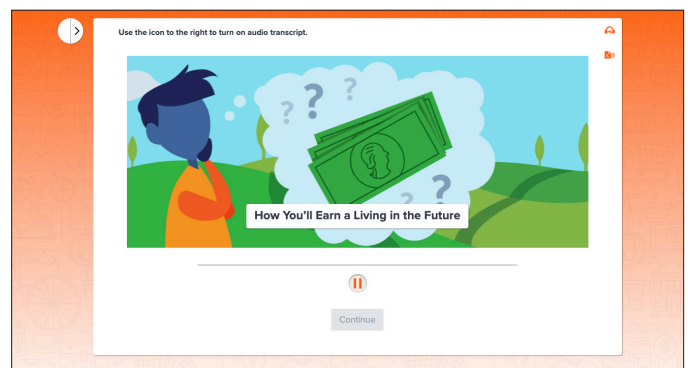 Use the icon to the right to turn on audio transcript.
? ? ?
? ?
How You'll Earn a Living in the Future
Continue